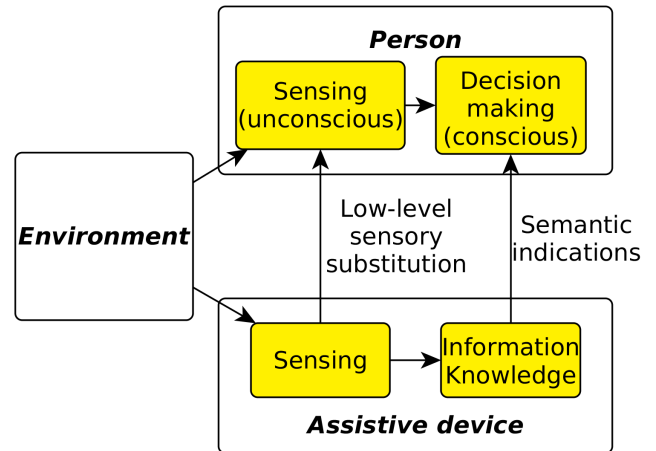 Person
Sensing
(unconscious)
Decision
making
(conscious)
Environment
Low-level
sensory
substitution
Semantic
indications
Sensing
Information
Knowledge
Assistive device